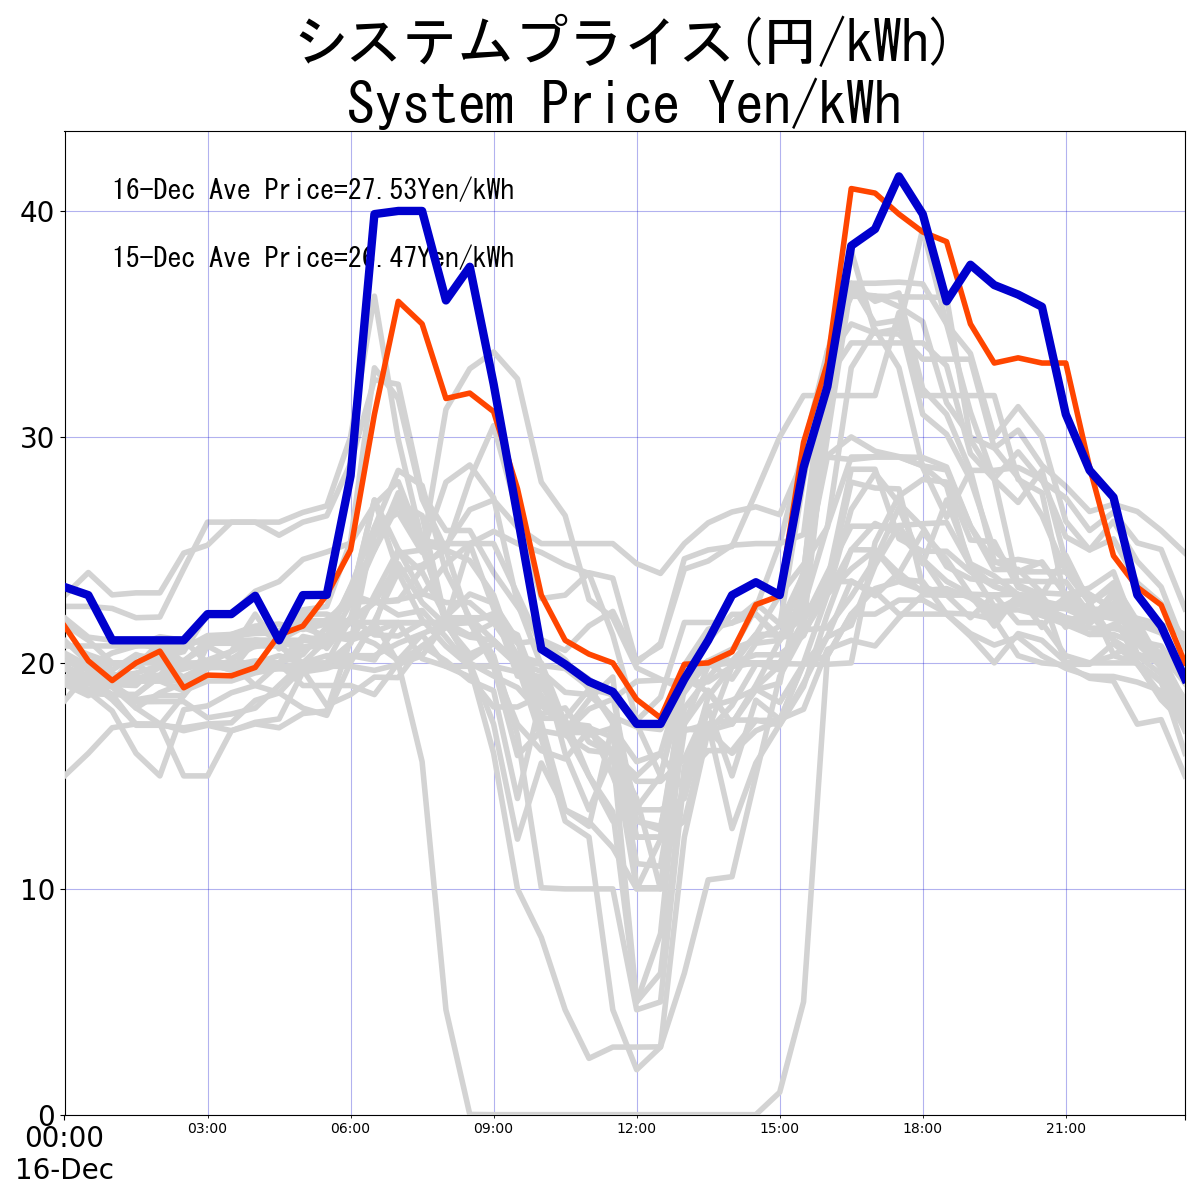 システムプライス(円/kWh)
System Price Yen/kWh
16-Dec Ave Price=27.53Yen/kWh
15-Dec Ave Price=26.47Yen/kWh
40
30
20
10
0
00:00 03:00 06:00 09:00 12:00 15:00 18:00 21:00
16-Dec